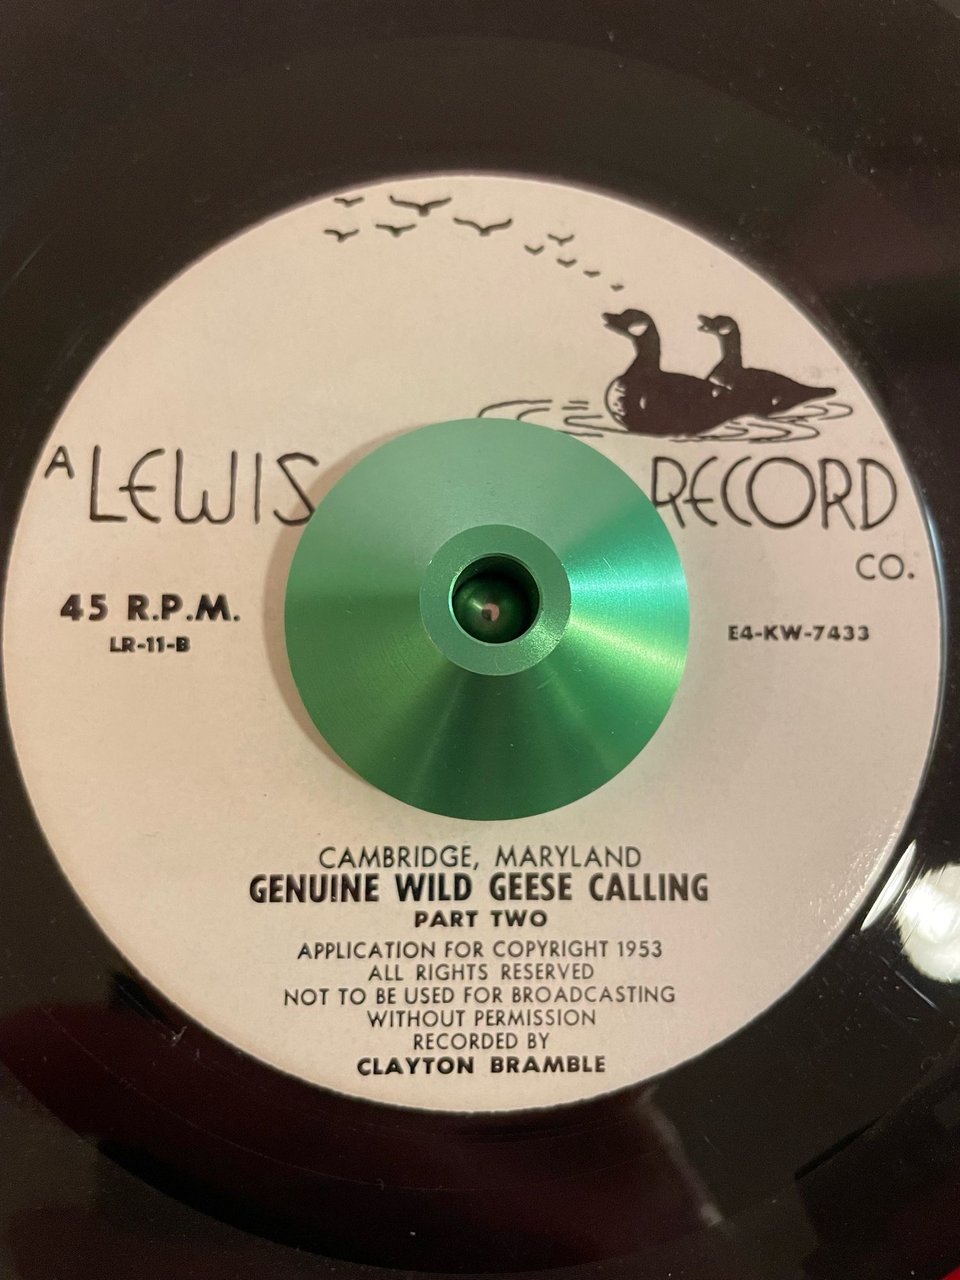 A LEWIS RECORD
CO.
45 R.P.M.
LR-11-B
E4-KW-7433
CAMBRIDGE, MARYLAND
GENUINE WILD GEESE CALLING
PART TWO
APPLICATION FOR COPYRIGHT 1953
ALL RIGHTS RESERVED
NOT TO BE USED FOR BROADCASTING
WITHOUT PERMISSION
RECORDED BY
CLAYTON BRAMBLE